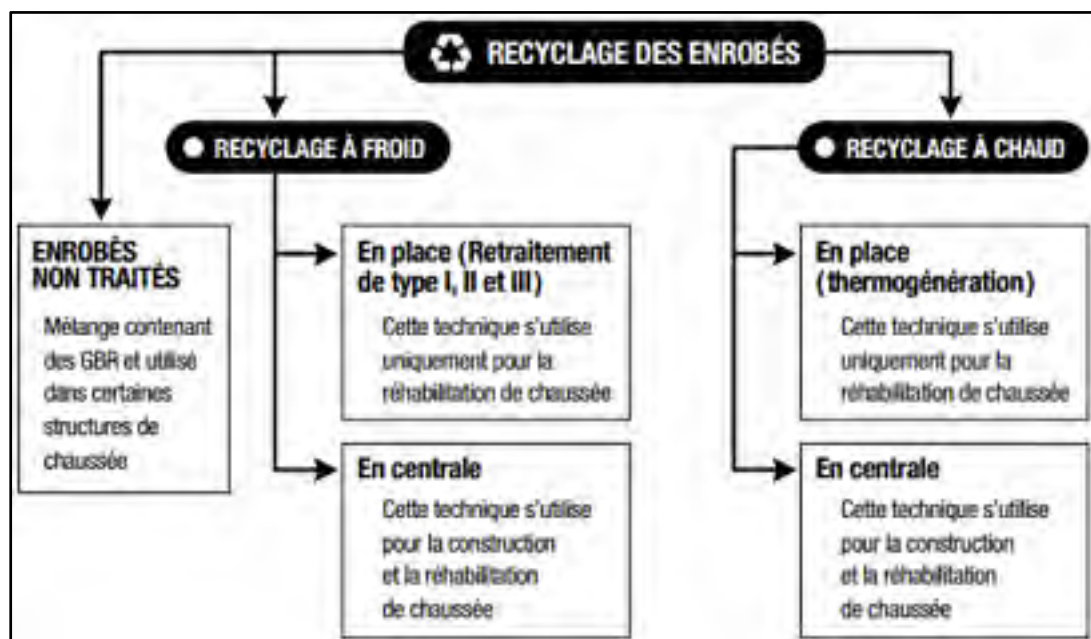 RECYCLAGE DES ENROBÉS
RECYCLAGE À FROID
RECYCLAGE À CHAUD
ENROBÉS
NON TRAITÉS
Mélange contenant
des GBR et utilisé
dans certaines
structures de
chaussée
En place (Retraitement
de type I, II et III)
Cette technique s'utilise
uniquement pour la
réhabilitation de chaussée
En centrale
Cette technique s'utilise
pour la construction
et la réhabilitation
de chaussée
En place
(thermogénération)
Cette technique s'utilise
uniquement pour la
réhabilitation de chaussée
En centrale
Cette technique s'utilise
pour la construction
et la réhabilitation
de chaussée